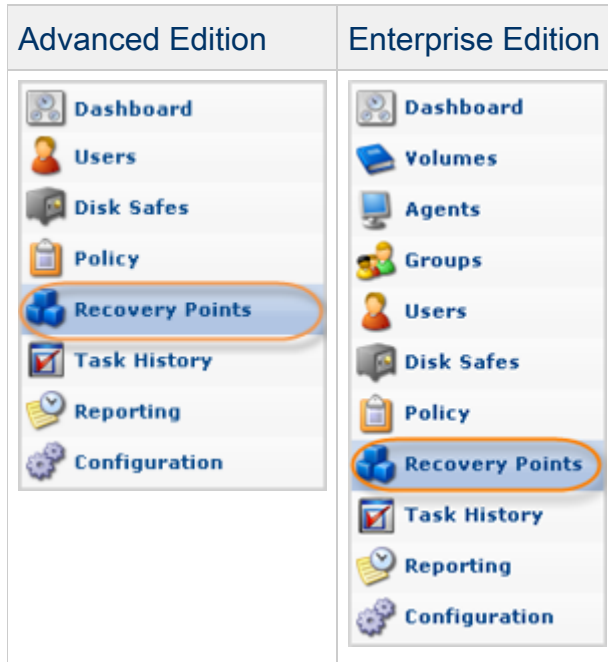 Advanced Edition
Enterprise Edition
Dashboard
Users
Disk Safes
Policy
Recovery Points
Task History
Reporting
Configuration
Dashboard
Volumes
Agents
Groups
Users
Disk Safes
Policy
Recovery Points
Task History
Reporting
Configuration